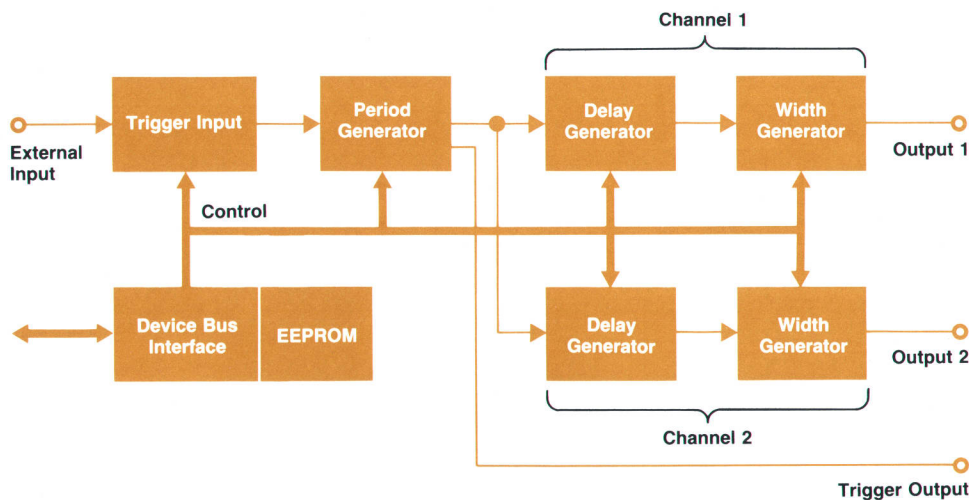 Channel 1
Trigger Input
Period
Generator
Delay
Generator
Width
Generator
External
Input
Output 1
Control
Device Bus
Interface
EEPROM
Delay
Generator
Width
Generator
Output 2
Channel 2
Trigger Output